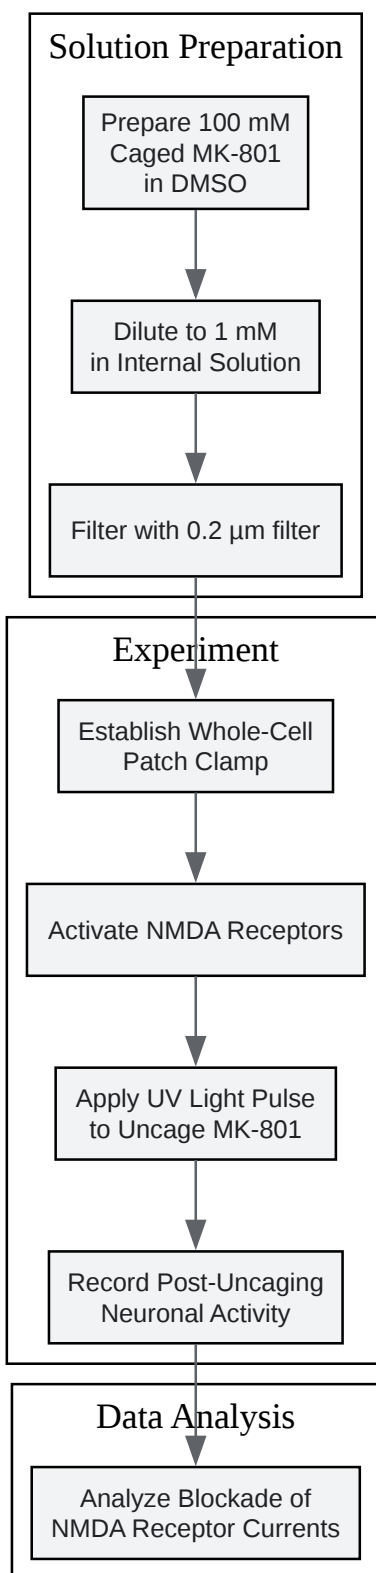 Solution Preparation
Prepare 100 mM
Caged MK-801
in DMSO
Dilute to 1 mM
in Internal Solution
Filter with 0.2 µm filter
Experiment
Establish Whole-Cell
Patch Clamp
Activate NMDA Receptors
Apply UV Light Pulse
to Uncage MK-801
Record Post-Uncaging
Neuronal Activity
Data Analysis
Analyze Blockade of
NMDA Receptor Currents